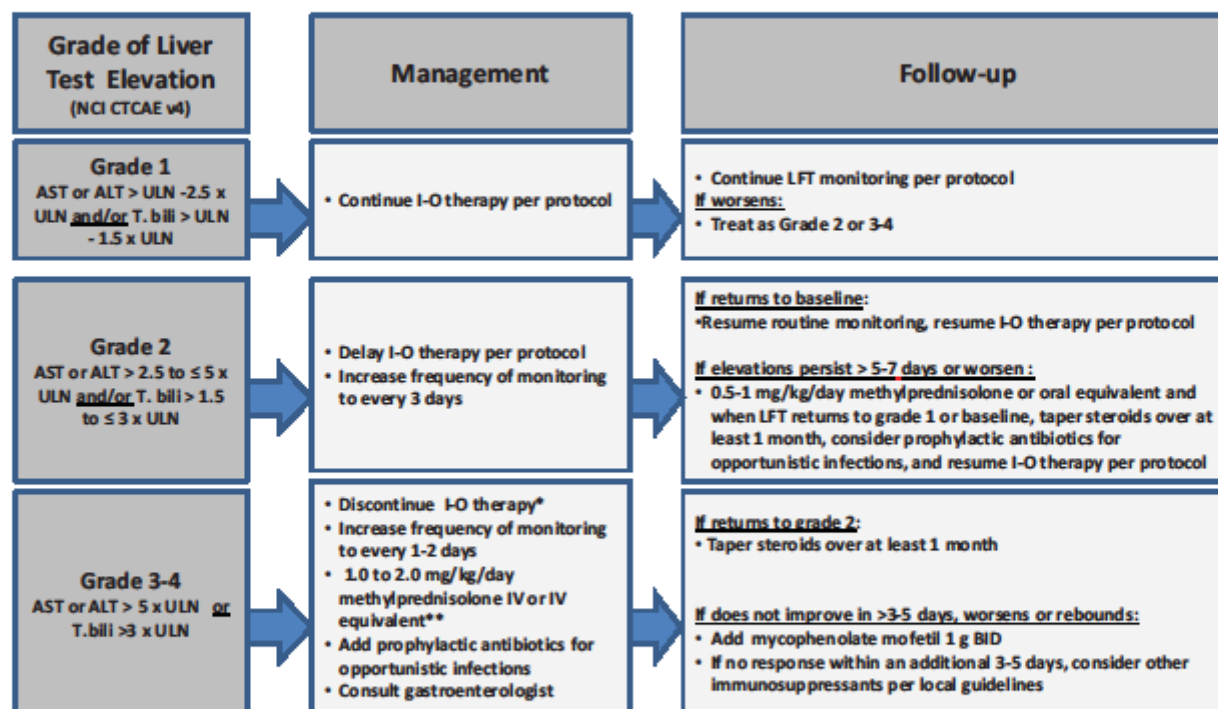 Grade of Liver
Test Elevation
(NCI CTCAE v4)
Management
Follow-up
Grade 1
AST or ALT > ULN -2.5 x
ULN and/or T. bili > ULN
- 1.5 x ULN
• Continue I-O therapy per protocol
• Continue LFT monitoring per protocol
If worsens:
• Treat as Grade 2 or 3-4
Grade 2
AST or ALT > 2.5 to ≤ 5 x
ULN and/or T. bili > 1.5
to ≤ 3 x ULN
• Delay I-O therapy per protocol
• Increase frequency of monitoring
to every 3 days
If returns to baseline:
•Resume routine monitoring, resume I-O therapy per protocol
If elevations persist > 5-7 days or worsen :
• 0.5-1 mg/kg/day methylprednisolone or oral equivalent and
when LFT returns to grade 1 or baseline, taper steroids over at
least 1 month, consider prophylactic antibiotics for
opportunistic infections, and resume I-O therapy per protocol
Grade 3-4
AST or ALT > 5 x ULN or
T.bili >3 x ULN
• Discontinue I-O therapy*
• Increase frequency of monitoring
to every 1-2 days
• 1.0 to 2.0 mg/kg/day
methylprednisolone IV or IV
equivalent**
• Add prophylactic antibiotics for
opportunistic infections
• Consult gastroenterologist
If returns to grade 2:
• Taper steroids over at least 1 month
If does not improve in >3-5 days, worsens or rebounds:
• Add mycophenolate mofetil 1 g BID
• If no response within an additional 3-5 days, consider other
immunosuppressants per local guidelines